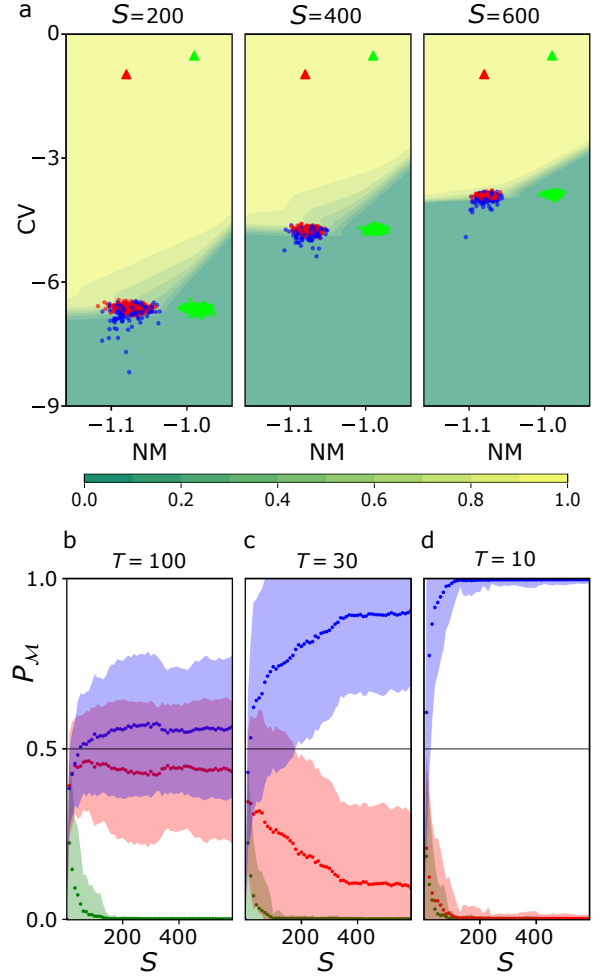 a
S=200 S=400 S=600
0
−3
−6
−9
CV
−1.1 −1.0 −1.1 −1.0 −1.1 −1.0
NM NM NM
0.0 0.2 0.4 0.6 0.8 1.0
b c d
T = 100 T = 30 T = 10
1.0
0.5
0.0
P_ℳ
200 400 200 400 200 400
S S S